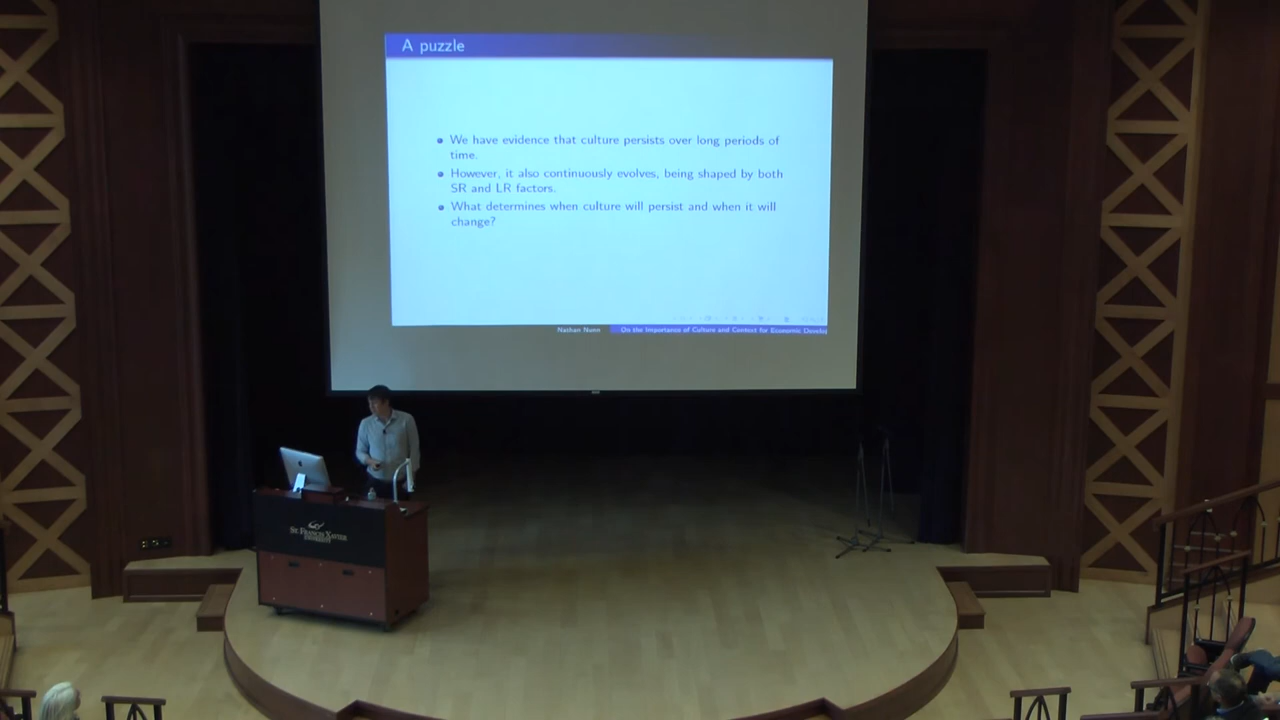 A puzzle
We have evidence that culture persists over long periods of
time.
However, it also continuously evolves, being shaped by both
SR and LR factors.
What determines when culture will persist and when it will
change?
Nathan Nunn
On the Importance of Culture and Context for Economic Develop
St. Francis Xavier
University